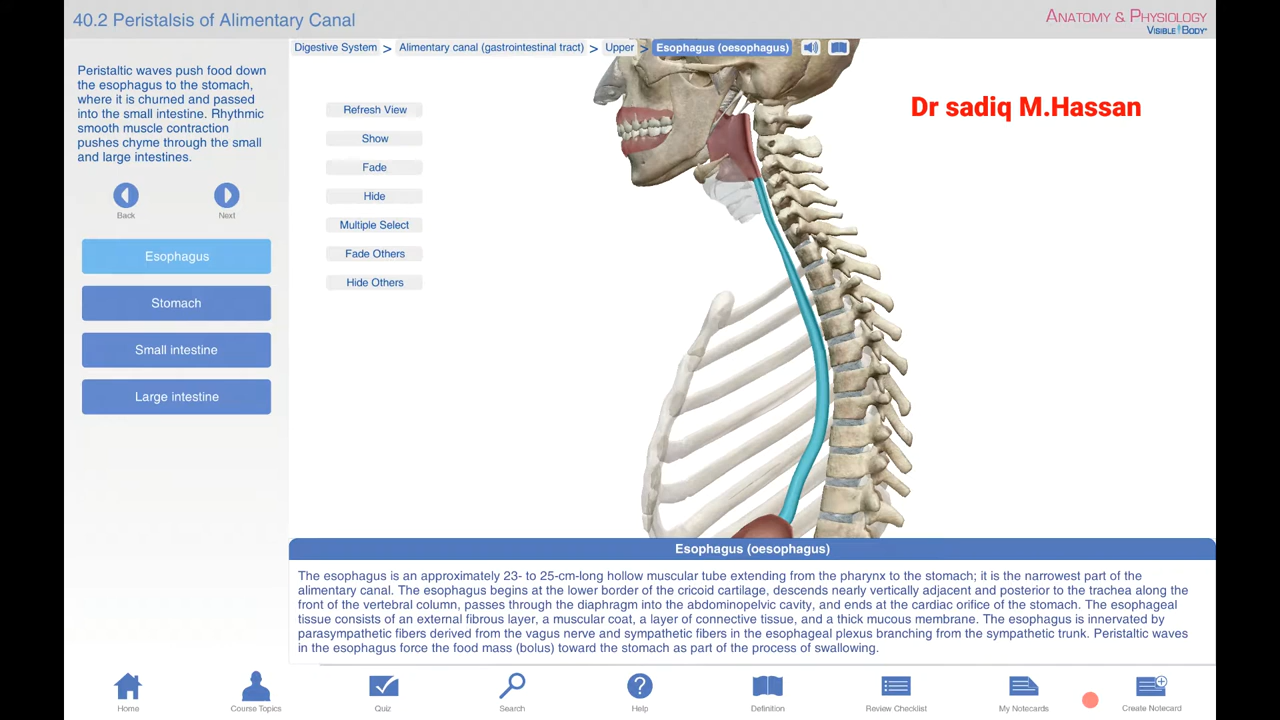 40.2 Peristalsis of Alimentary Canal
ANATOMY & PHYSIOLOGY
VISIBLE BODY®
Digestive System > Alimentary canal (gastrointestinal tract) > Upper > Esophagus (oesophagus)
Peristaltic waves push food down
the esophagus to the stomach,
where it is churned and passed
into the small intestine. Rhythmic
smooth muscle contraction
pushes chyme through the small
and large intestines.
Back
Next
Esophagus
Stomach
Small intestine
Large intestine
Refresh View
Show
Fade
Hide
Multiple Select
Fade Others
Hide Others
Dr sadiq M.Hassan
Esophagus (oesophagus)
The esophagus is an approximately 23- to 25-cm-long hollow muscular tube extending from the pharynx to the stomach; it is the narrowest part of the
alimentary canal. The esophagus begins at the lower border of the cricoid cartilage, descends nearly vertically adjacent and posterior to the trachea along the
front of the vertebral column, passes through the diaphragm into the abdominopelvic cavity, and ends at the cardiac orifice of the stomach. The esophageal
tissue consists of an external fibrous layer, a muscular coat, a layer of connective tissue, and a thick mucous membrane. The esophagus is innervated by
parasympathetic fibers derived from the vagus nerve and sympathetic fibers in the esophageal plexus branching from the sympathetic trunk. Peristaltic waves
in the esophagus force the food mass (bolus) toward the stomach as part of the process of swallowing.
Home
Course Topics
Quiz
Search
Help
Definition
Review Checklist
My Notecards
Create Notecard